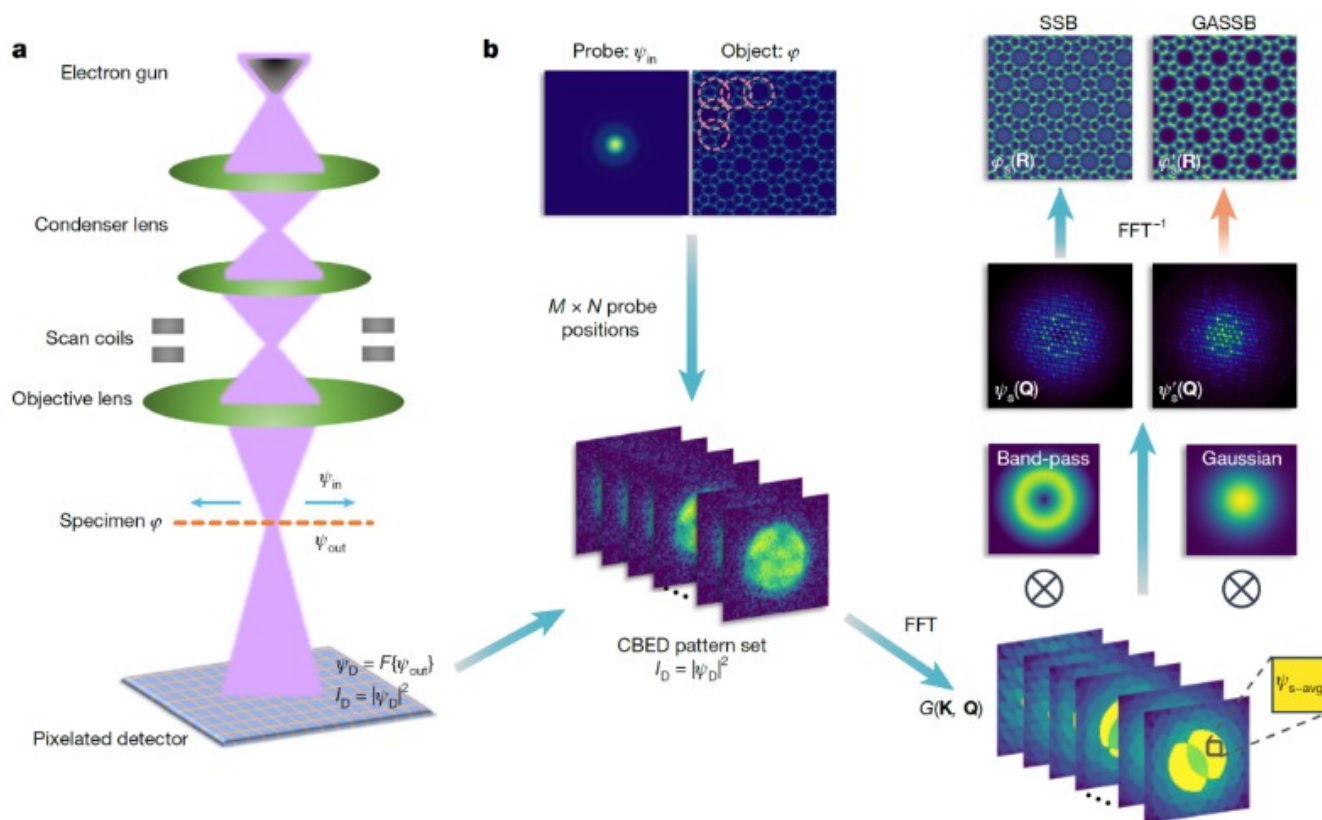 a
Electron gun
Condenser lens
Scan coils
Objective lens
ψin
Specimen φ
ψout
ψD = F{ψout}
ID = |ψD|²
Pixelated detector
b
Probe: ψin
Object: φ
M × N probe
positions
CBED pattern set
ID = |ψD|²
FFT
G(K, Q)
ψs−avg
Band-pass
Gaussian
ψs(Q)
ψ′s(Q)
FFT⁻¹
φs(R)
φ′s(R)
SSB
GASSB